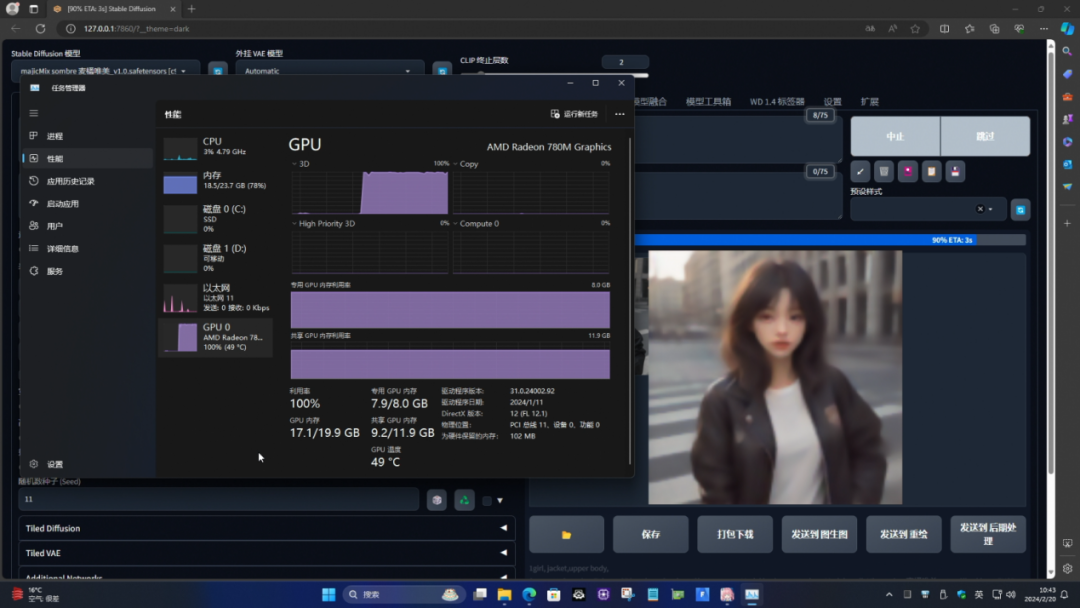 [90% ETA: 3s] Stable Diffusion
127.0.0.1:7860/?__theme=dark
Stable Diffusion 模型
外挂 VAE 模型
CLIP 终止层数
2
majicMix sombre 麦橘唯美_v1.0.safetensors [c5
Automatic
任务管理器
模型融合
模型工具箱
WD 1.4 标签器
设置
扩展
性能
运行新任务
8/75
中止
跳过
0/75
预设样式
进程
性能
应用历史记录
启动应用
用户
详细信息
服务
设置
CPU
3% 4.79 GHz
内存
18.5/23.7 GB (78%)
磁盘 0 (C:)
SSD
0%
磁盘 1 (D:)
可移动
0%
以太网
以太网 11
发送: 0 接收: 0 Kbps
GPU 0
AMD Radeon 78...
100% (49 °C)
GPU
AMD Radeon 780M Graphics
3D
100%
Copy
0%
High Priority 3D
0%
Compute 0
0%
专用 GPU 内存利用率
8.0 GB
共享 GPU 内存利用率
11.9 GB
利用率
100%
专用 GPU 内存
7.9/8.0 GB
GPU 内存
17.1/19.9 GB
共享 GPU 内存
9.2/11.9 GB
GPU 温度
49 °C
驱动程序版本:
31.0.24002.92
驱动程序日期:
2024/1/11
DirectX 版本:
12 (FL 12.1)
物理位置:
PCI 总线 11、设备 0、功能 0
为硬件保留的内存:
102 MB
90% ETA: 3s
随机数种子 (Seed)
11
Tiled Diffusion
Tiled VAE
Additional Networks
保存
打包下载
发送到 图生图
发送到 重绘
发送到 后期处理
1girl, jacket,upper body,
16°C
空气 很差
搜索
英
10:43
2024/2/20